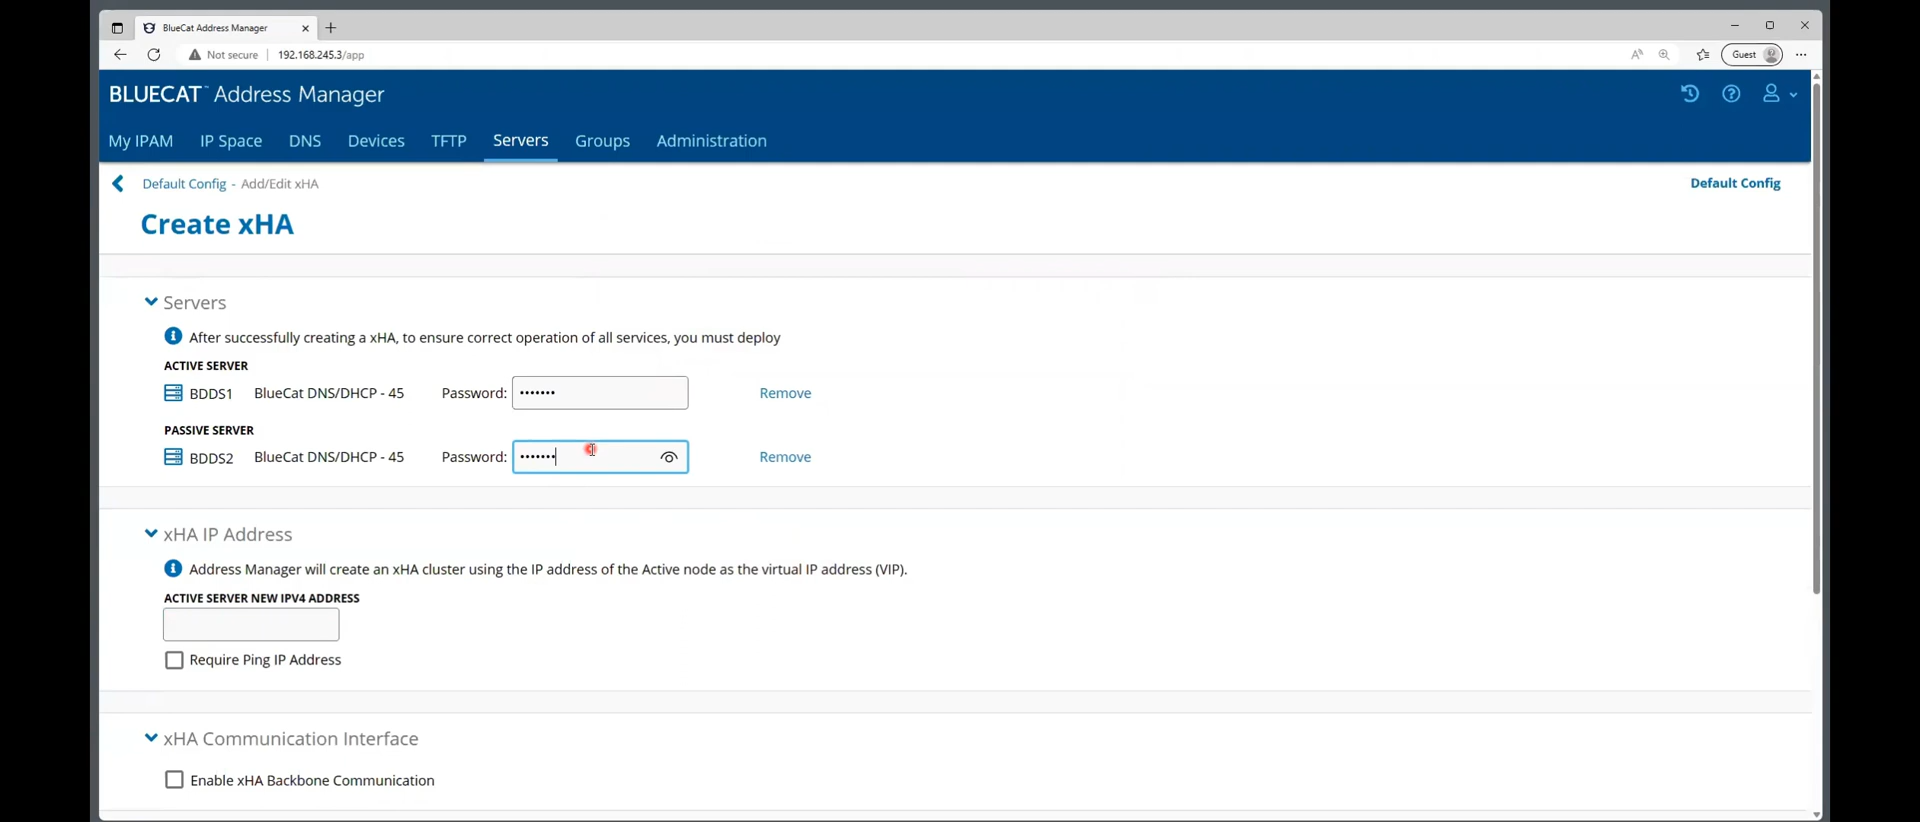 BlueCat Address Manager
Not secure 192.168.245.3/app
Guest
BLUECAT™ Address Manager
My IPAM IP Space DNS Devices TFTP Servers Groups Administration
Default Config - Add/Edit xHA
Default Config
Create xHA
Servers
After successfully creating a xHA, to ensure correct operation of all services, you must deploy
ACTIVE SERVER
BDDS1 BlueCat DNS/DHCP - 45 Password: ••••••• Remove
PASSIVE SERVER
BDDS2 BlueCat DNS/DHCP - 45 Password: ••••••• Remove
xHA IP Address
Address Manager will create an xHA cluster using the IP address of the Active node as the virtual IP address (VIP).
ACTIVE SERVER NEW IPV4 ADDRESS
Require Ping IP Address
xHA Communication Interface
Enable xHA Backbone Communication